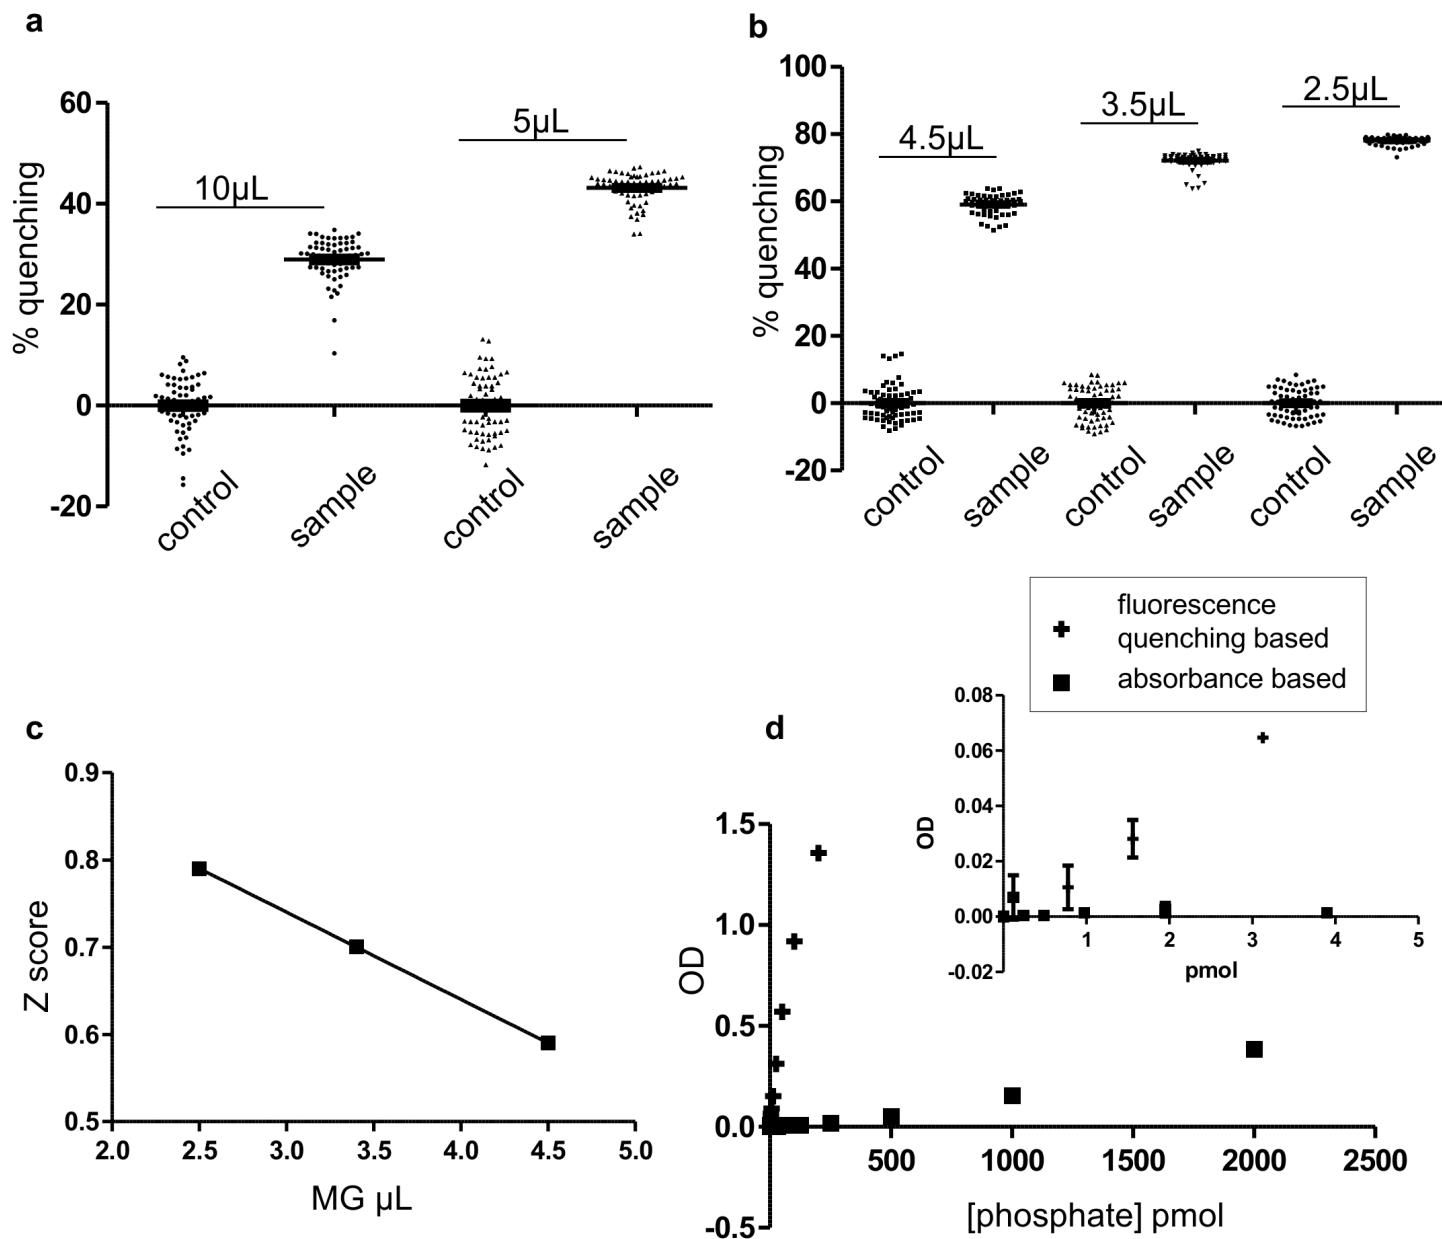 a
60
40
20
0
-20
% quenching
10µL
5µL
control
sample
control
sample
b
100
80
60
40
20
0
-20
% quenching
4.5µL
3.5µL
2.5µL
control
sample
control
sample
control
sample
c
0.9
0.8
0.7
0.6
0.5
Z score
2.0 2.5 3.0 3.5 4.0 4.5 5.0
MG µL
d
fluorescence
quenching based
absorbance based
1.5
1.0
0.5
0.0
-0.5
OD
500 1000 1500 2000 2500
[phosphate] pmol
0.08
0.06
0.04
0.02
0.00
-0.02
OD
1 2 3 4 5
pmol